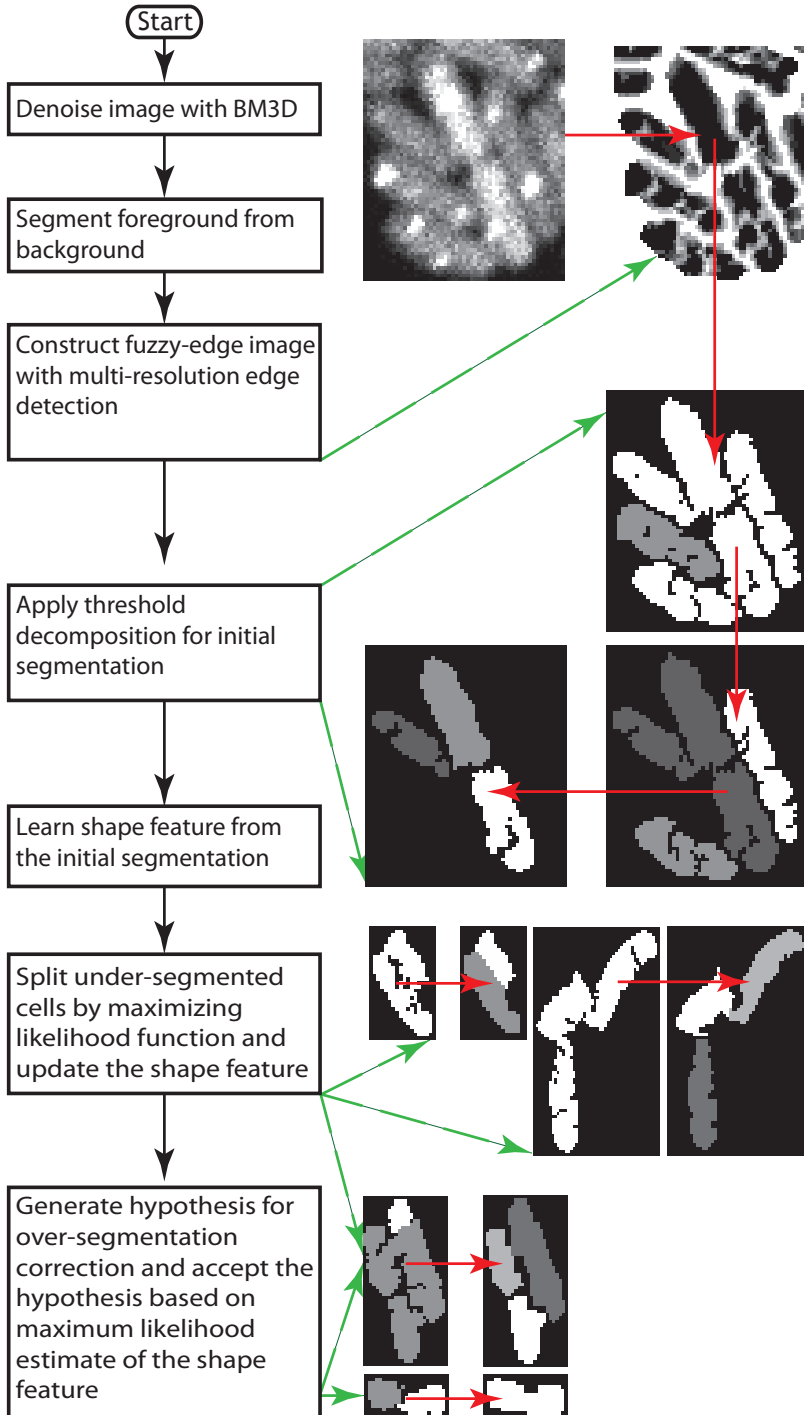 Start
Denoise image with BM3D
Segment foreground from
background
Construct fuzzy-edge image
with multi-resolution edge
detection
Apply threshold
decomposition for initial
segmentation
Learn shape feature from
the initial segmentation
Split under-segmented
cells by maximizing
likelihood function and
update the shape feature
Generate hypothesis for
over-segmentation
correction and accept the
hypothesis based on
maximum likelihood
estimate of the shape
feature